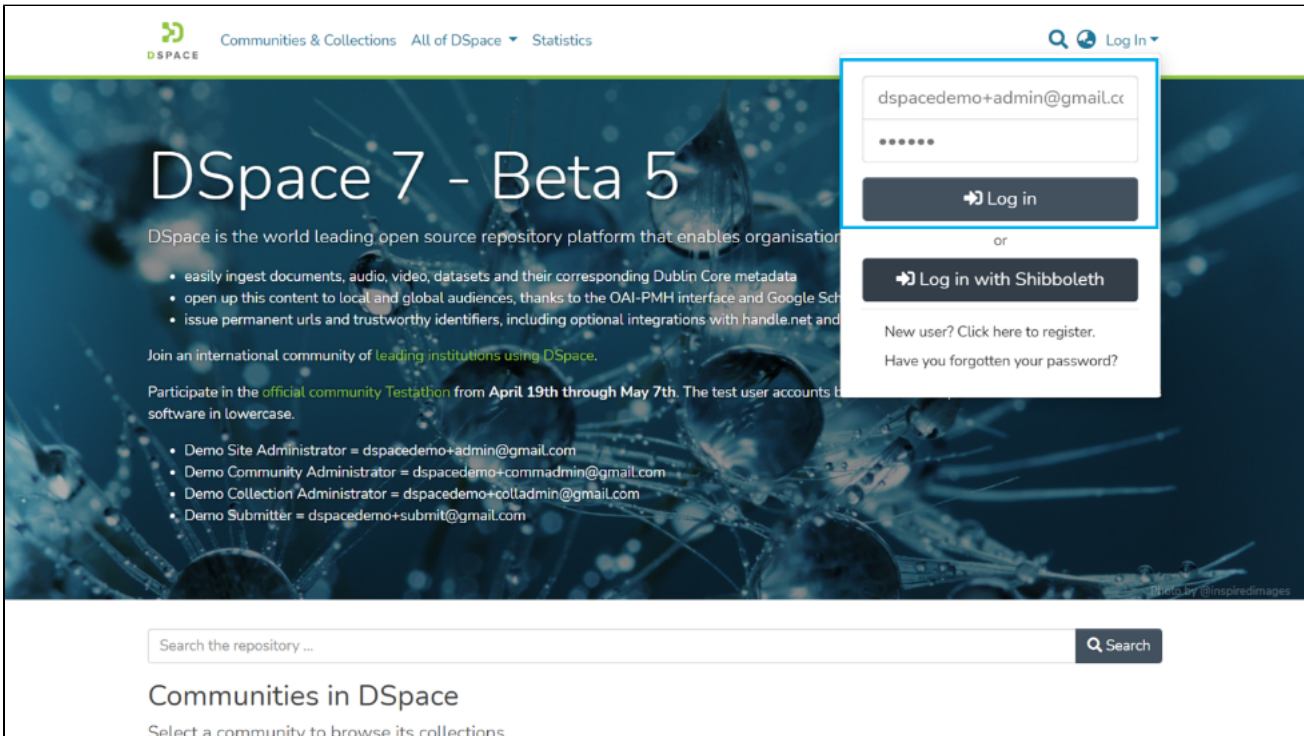 DSPACE
Communities & Collections All of DSpace Statistics
Log In
dspacedemo+admin@gmail.cc
••••••
Log in
or
Log in with Shibboleth
New user? Click here to register.
Have you forgotten your password?
DSpace 7 - Beta 5
DSpace is the world leading open source repository platform that enables organisation
• easily ingest documents, audio, video, datasets and their corresponding Dublin Core metadata
• open up this content to local and global audiences, thanks to the OAI-PMH interface and Google Sch
• issue permanent urls and trustworthy identifiers, including optional integrations with handle.net and
Join an international community of leading institutions using DSpace.
Participate in the official community Testathon from April 19th through May 7th. The test user accounts b
software in lowercase.
• Demo Site Administrator = dspacedemo+admin@gmail.com
• Demo Community Administrator = dspacedemo+commadmin@gmail.com
• Demo Collection Administrator = dspacedemo+colladmin@gmail.com
• Demo Submitter = dspacedemo+submit@gmail.com
Photo by @inspiredimages
Search the repository ...
Search
Communities in DSpace
Select a community to browse its collections.